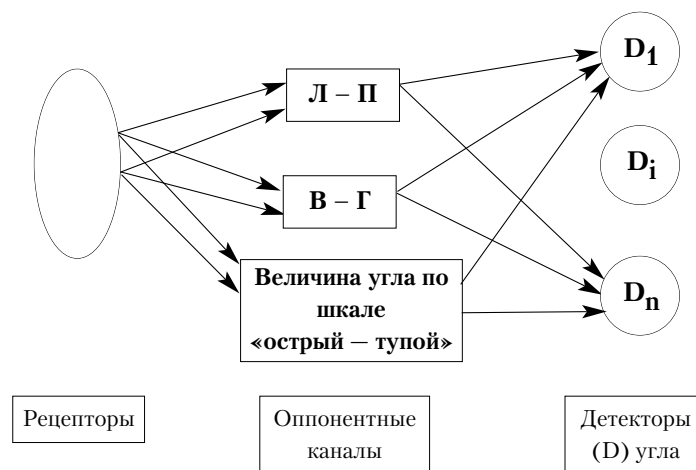 D1
Л – П
Di
В – Г
Величина угла по
шкале
«острый — тупой»
Dn
Рецепторы
Оппонентные
каналы
Детекторы
(D) угла